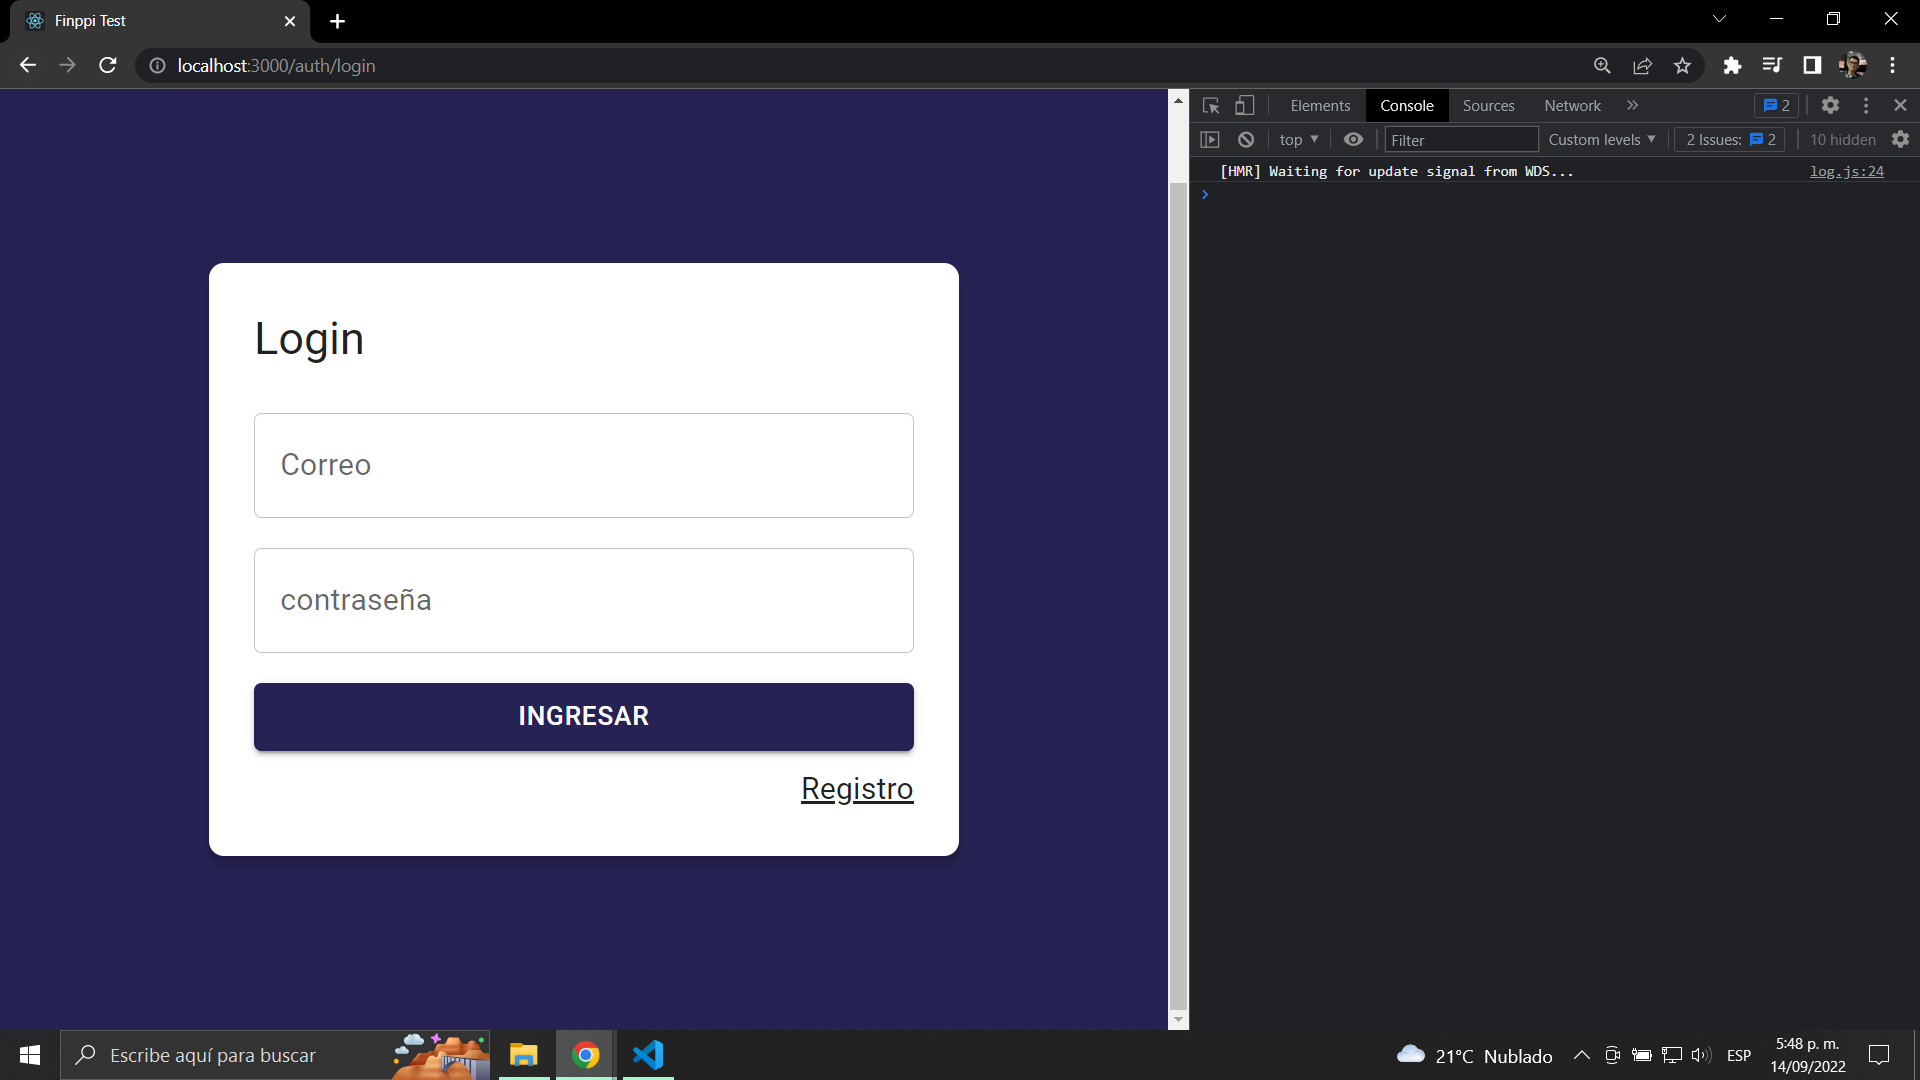 Finppi Test
localhost:3000/auth/login
Elements Console Sources Network 2
top Filter Custom levels 2 Issues: 2 10 hidden
[HMR] Waiting for update signal from WDS... log.js:24
Login
Correo
contraseña
INGRESAR
Registro
Escribe aquí para buscar
21°C Nublado
ESP
5:48 p. m.
14/09/2022